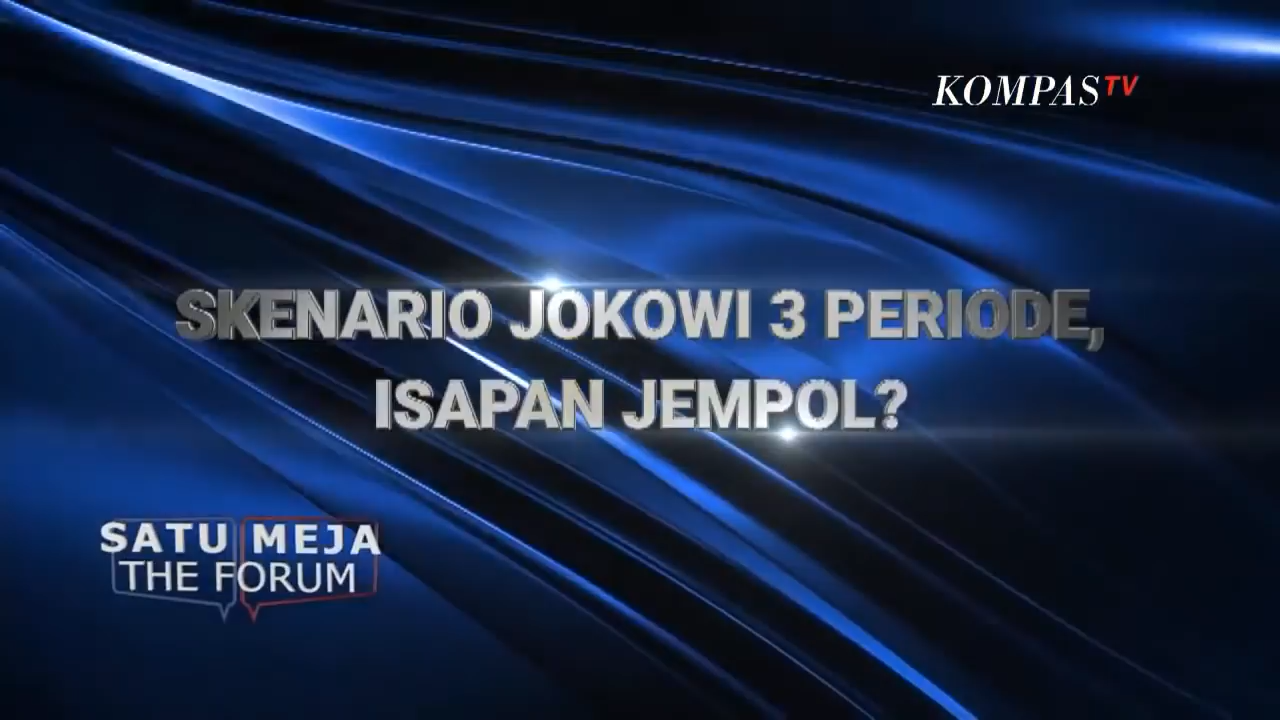 KOMPASTV
SKENARIO JOKOWI 3 PERIODE,
ISAPAN JEMPOL?
SATU MEJA
THE FORUM